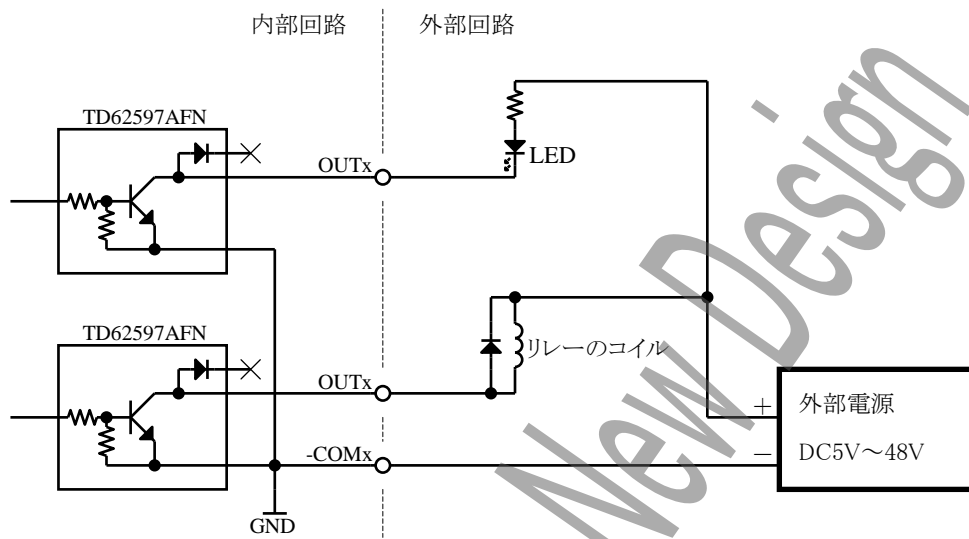 内部回路
外部回路
TD62597AFN
OUTx
LED
TD62597AFN
OUTx
リレーのコイル
-COMx
GND
+
外部電源
−
DC5V～48V
New Design